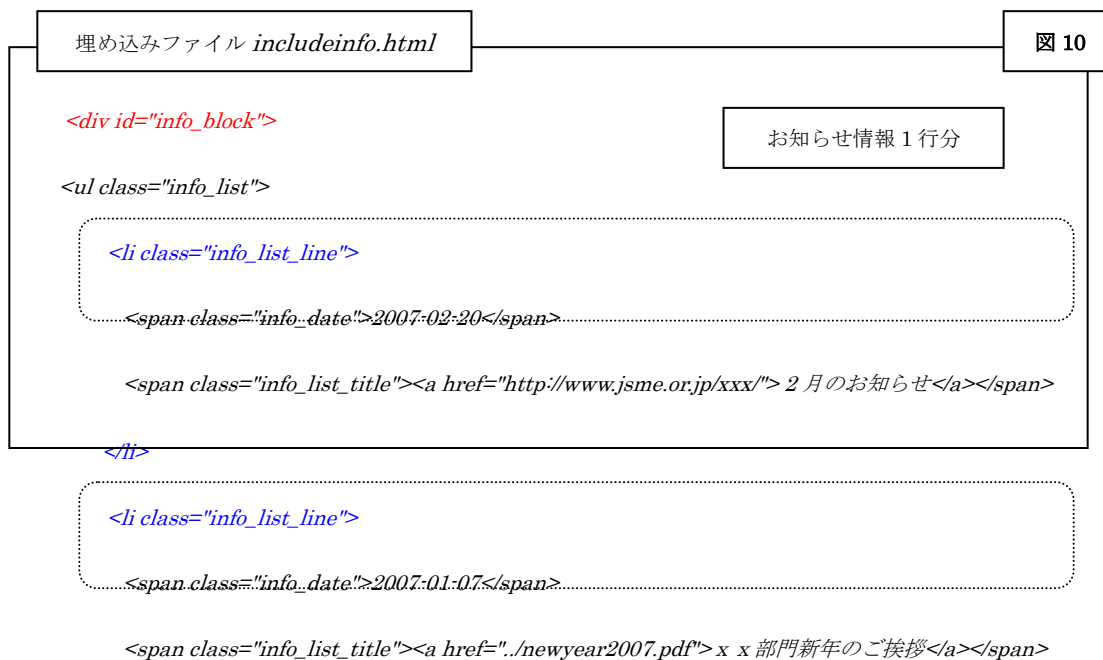 埋め込みファイル includeinfo.html
図 10
<div id="info_block">
お知らせ情報 1 行分
<ul class="info_list">
<li class="info_list_line">
<span class="info_date">2007-02-20</span>
<span class="info_list_title"><a href="http://www.jsme.or.jp/xxx/"> 2 月のお知らせ</a></span>
</li>
<li class="info_list_line">
<span class="info_date">2007-01-07</span>
<span class="info_list_title"><a href="../newyear2007.pdf"> x x 部門新年のご挨拶</a></span>